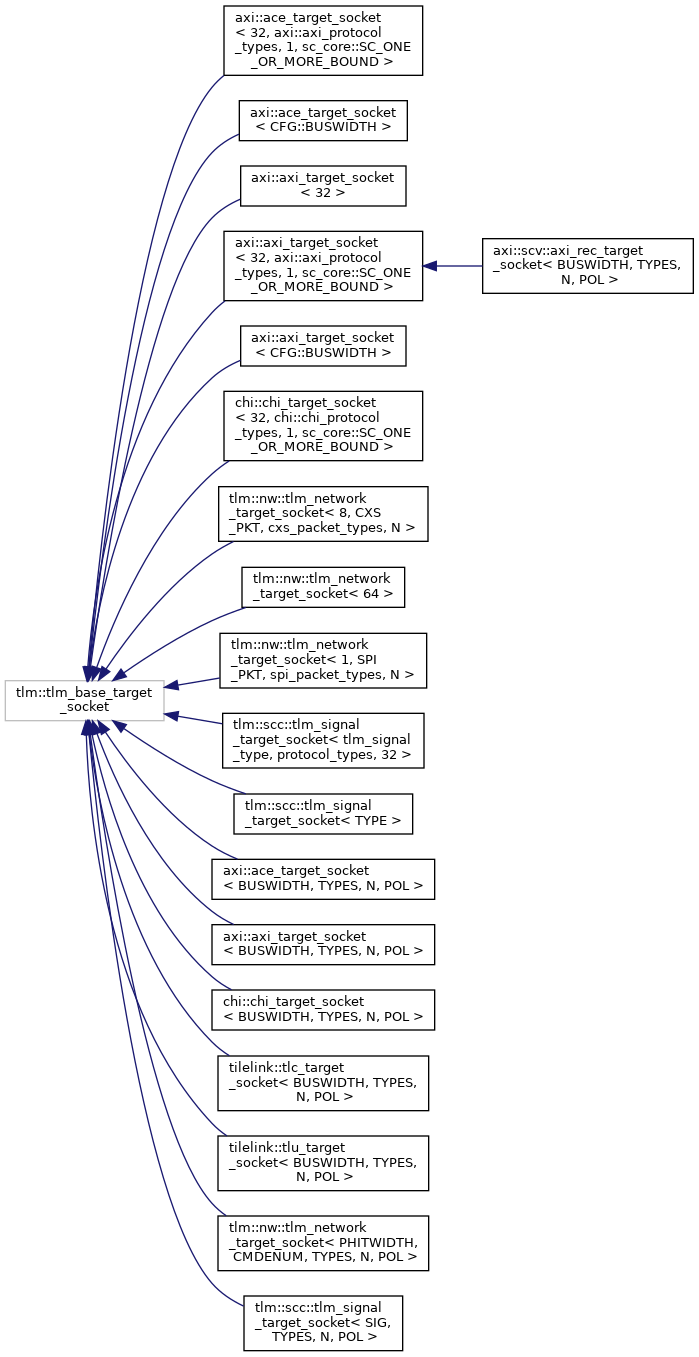 axi::ace_target_socket
< 32, axi::axi_protocol
_types, 1, sc_core::SC_ONE
_OR_MORE_BOUND >
axi::ace_target_socket
< CFG::BUSWIDTH >
axi::axi_target_socket
< 32 >
axi::axi_target_socket
< 32, axi::axi_protocol
_types, 1, sc_core::SC_ONE
_OR_MORE_BOUND >
axi::scv::axi_rec_target
_socket< BUSWIDTH, TYPES,
N, POL >
axi::axi_target_socket
< CFG::BUSWIDTH >
chi::chi_target_socket
< 32, chi::chi_protocol
_types, 1, sc_core::SC_ONE
_OR_MORE_BOUND >
tlm::nw::tlm_network
_target_socket< 8, CXS
_PKT, cxs_packet_types, N >
tlm::nw::tlm_network
_target_socket< 64 >
tlm::nw::tlm_network
_target_socket< 1, SPI
_PKT, spi_packet_types, N >
tlm::tlm_base_target
_socket
tlm::scc::tlm_signal
_target_socket< tlm_signal
_type, protocol_types, 32 >
tlm::scc::tlm_signal
_target_socket< TYPE >
axi::ace_target_socket
< BUSWIDTH, TYPES, N, POL >
axi::axi_target_socket
< BUSWIDTH, TYPES, N, POL >
chi::chi_target_socket
< BUSWIDTH, TYPES, N, POL >
tilelink::tlc_target
_socket< BUSWIDTH, TYPES,
N, POL >
tilelink::tlu_target
_socket< BUSWIDTH, TYPES,
N, POL >
tlm::nw::tlm_network
_target_socket< PHITWIDTH,
CMDENUM, TYPES, N, POL >
tlm::scc::tlm_signal
_target_socket< SIG,
TYPES, N, POL >